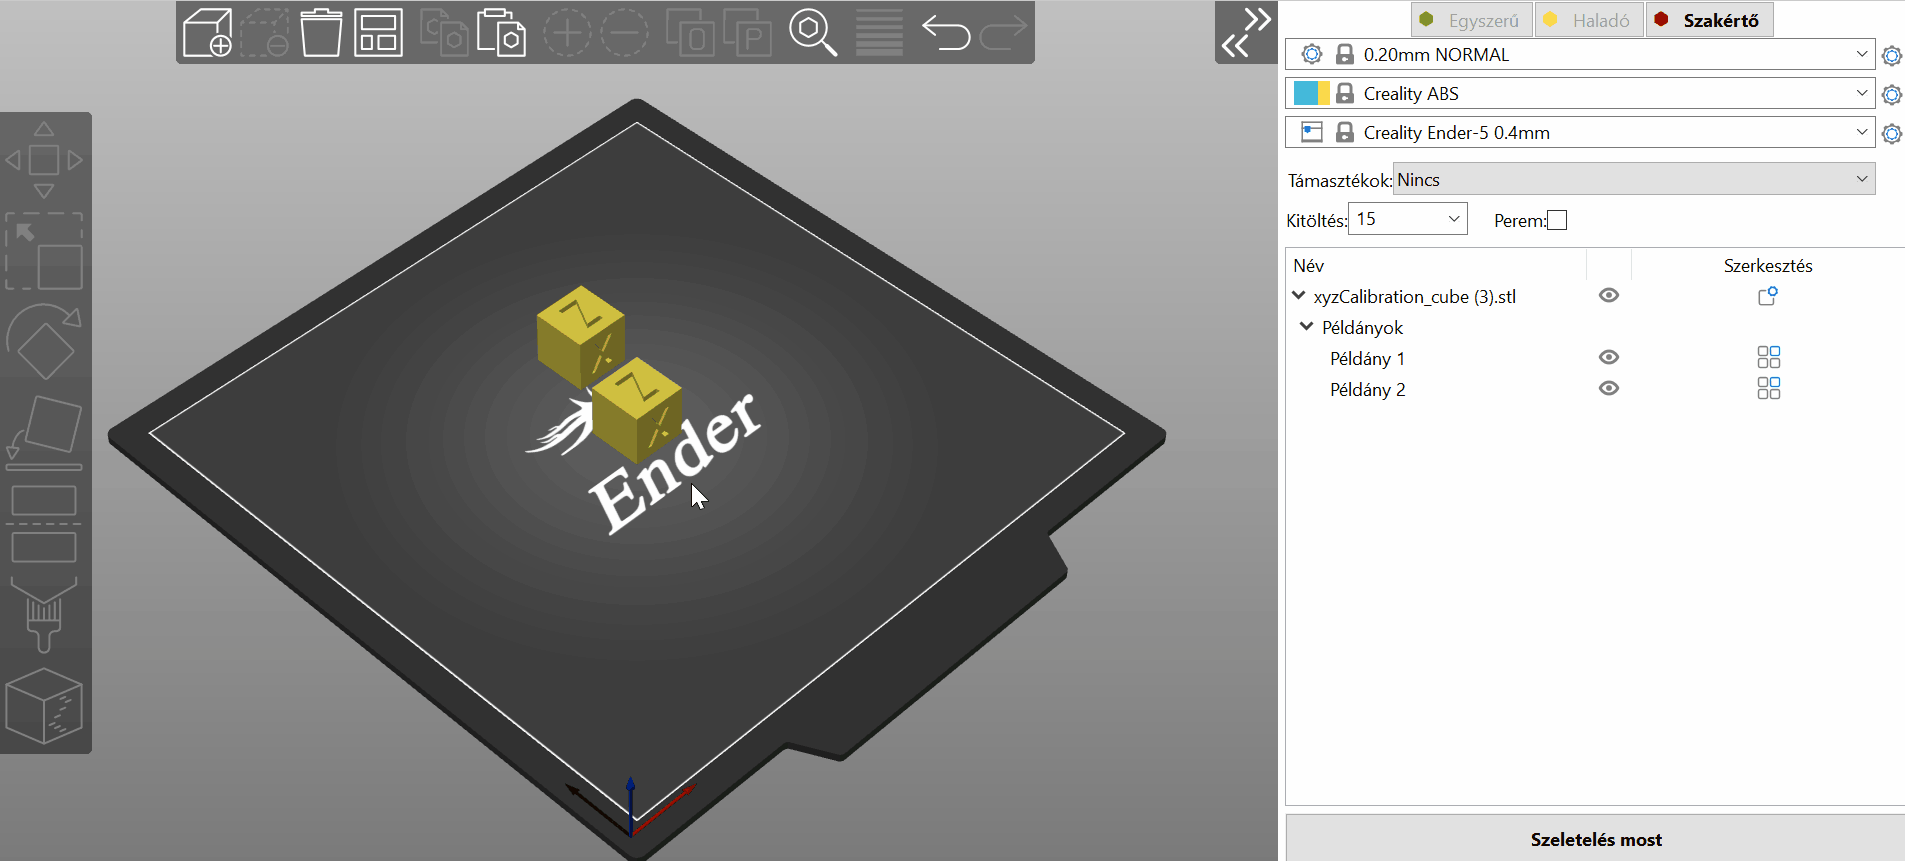 Egyszerű Haladó Szakértő
0.20mm NORMAL
Creality ABS
Creality Ender-5 0.4mm
Támasztékok: Nincs
Kitöltés: 15 Perem:
Név Szerkesztés
xyzCalibration_cube (3).stl
Példányok
Példány 1
Példány 2
Szeletelés most
Z
X
Z
X
Ender
O
P